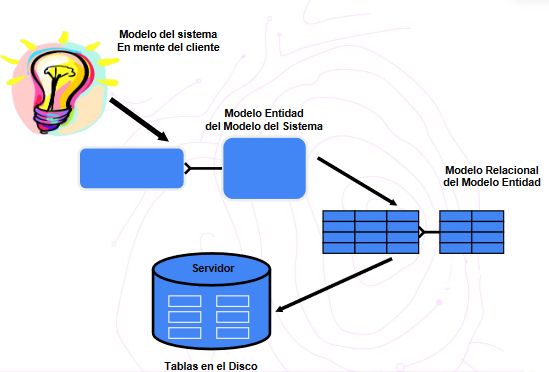 Modelo del sistema
En mente del cliente
Modelo Entidad
del Modelo del Sistema
Modelo Relacional
del Modelo Entidad
Servidor
Tablas en el Disco